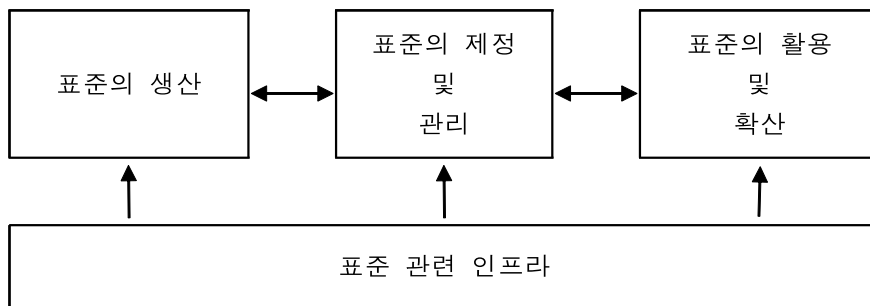 표준의 생산
표준의 제정
및
관리
표준의 활용
및
확산
표준 관련 인프라